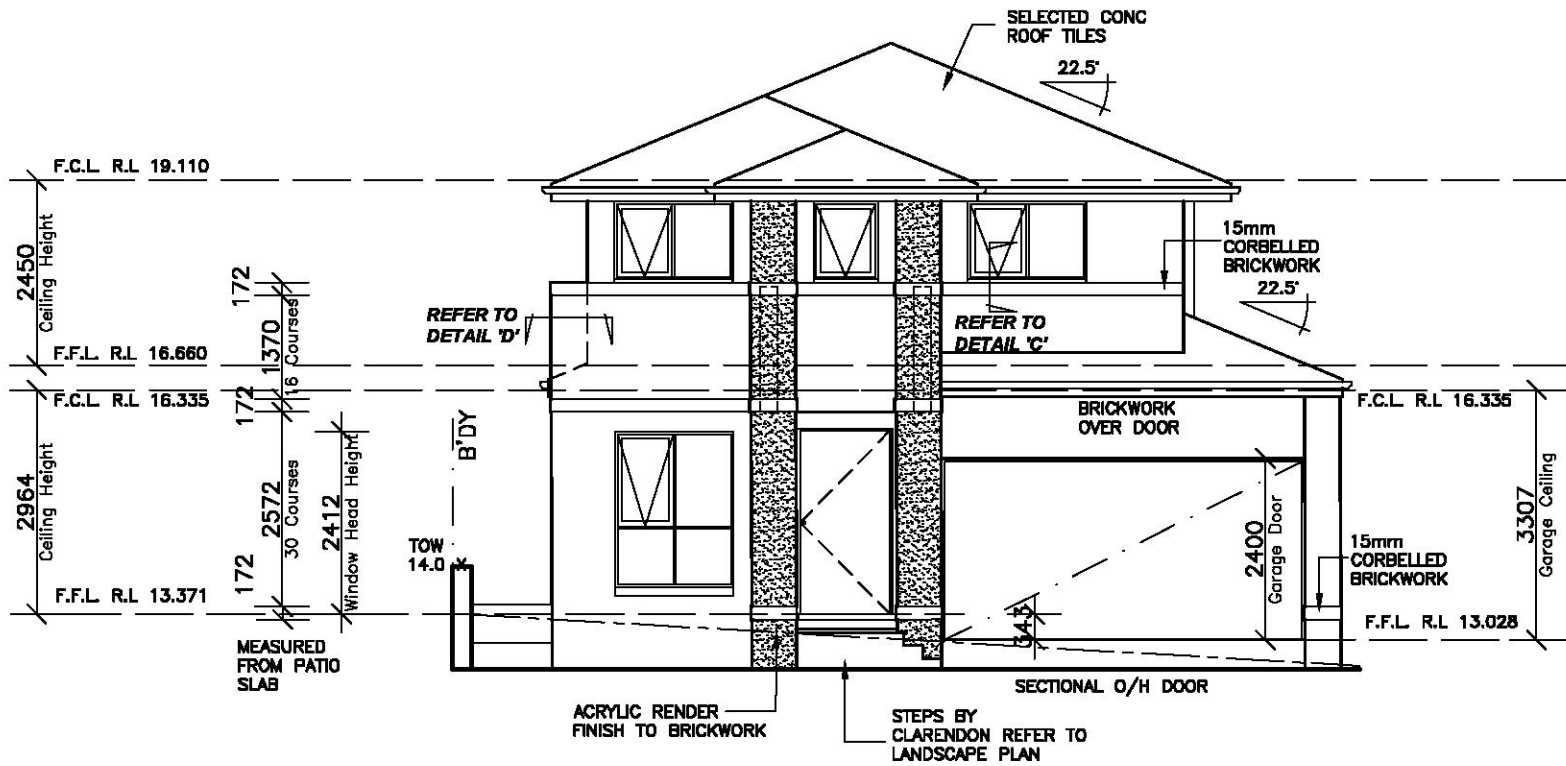 SELECTED CONC
ROOF TILES
22.5°
F.C.L. R.L 19.110
2450
Ceiling Height
172
1370
16 Courses
15mm
CORBELLED
BRICKWORK
22.5°
REFER TO
DETAIL 'D'
REFER TO
DETAIL 'C'
F.F.L. R.L 16.660
F.C.L. R.L 16.335
172
F.C.L. R.L 16.335
BRICKWORK
OVER DOOR
B'DY
2964
Ceiling Height
2572
30 Courses
2412
Window Head Height
172
TOW
14.0
2400
Garage Door
3307
Garage Ceiling
15mm
CORBELLED
BRICKWORK
F.F.L. R.L 13.371
343
F.F.L. R.L 13.028
MEASURED
FROM PATIO
SLAB
SECTIONAL O/H DOOR
ACRYLIC RENDER
FINISH TO BRICKWORK
STEPS BY
CLARENDON REFER TO
LANDSCAPE PLAN